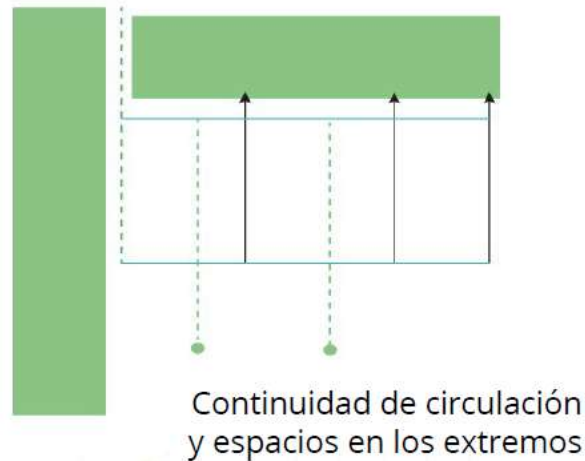 Continuidad de circulación
y espacios en los extremos